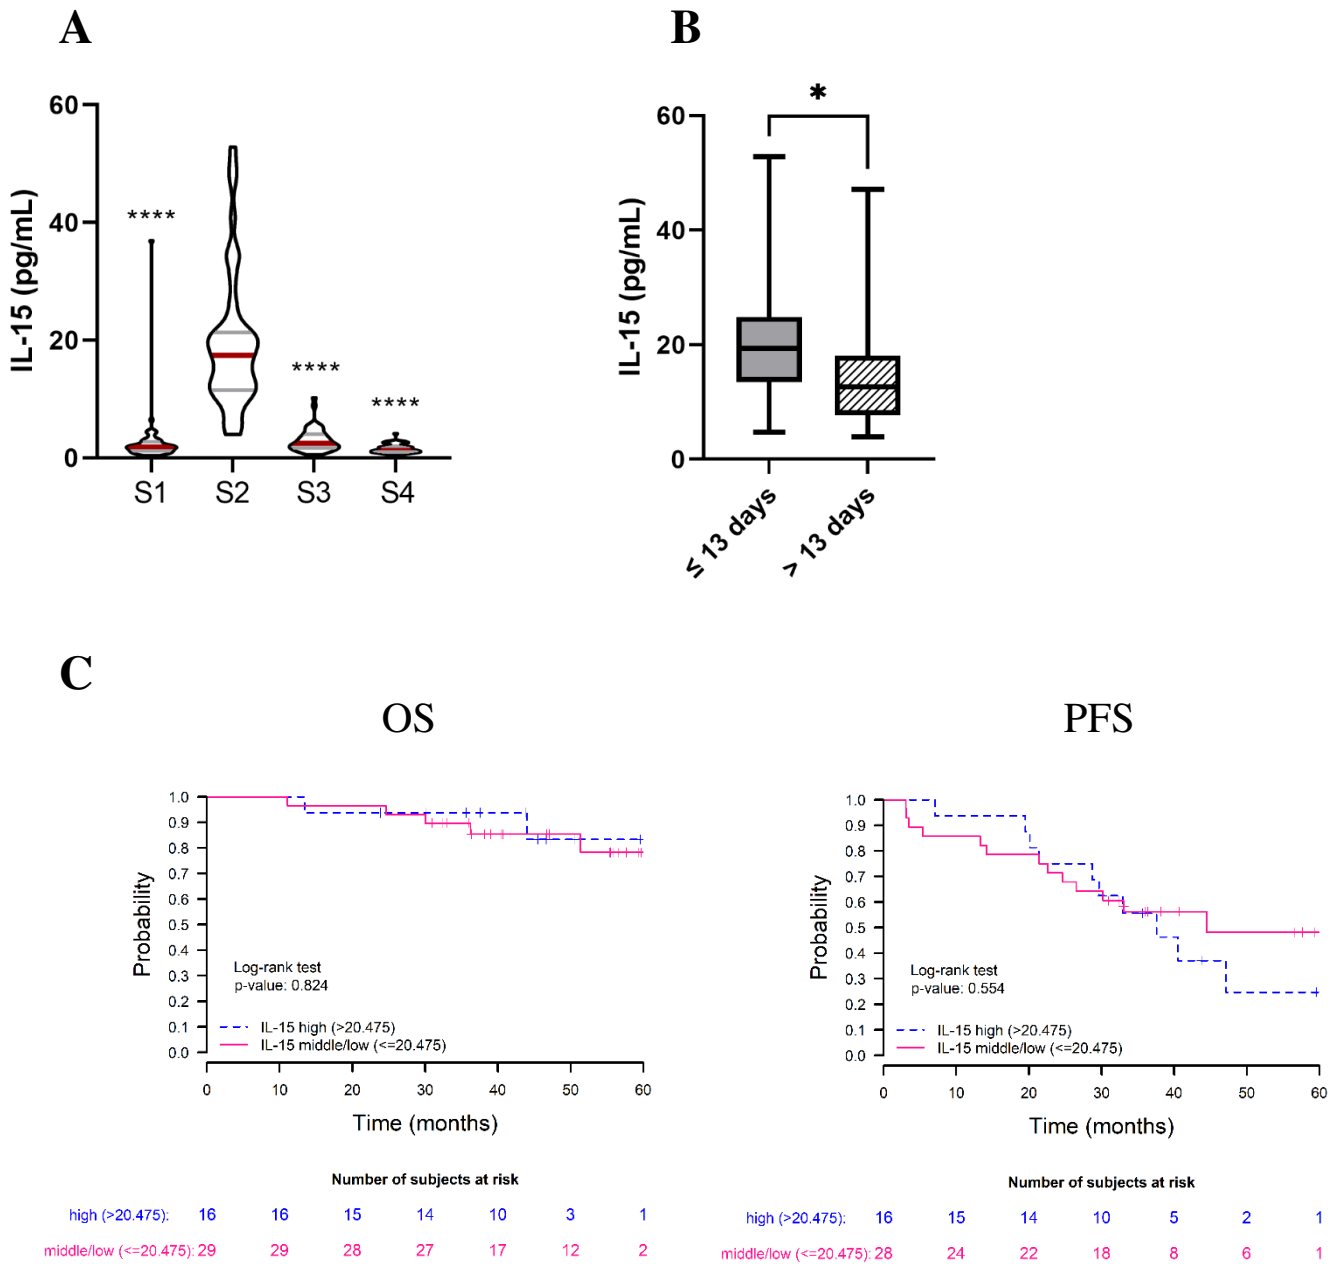 A
IL-15 (pg/mL)
60
40
20
0
****
****
****
S1 S2 S3 S4
B
IL-15 (pg/mL)
60
40
20
0
*
≤ 13 days
> 13 days
C
OS
Probability
1.0
0.9
0.8
0.7
0.6
0.5
0.4
0.3
0.2
0.1
0.0
Log-rank test
p-value: 0.824
IL-15 high (>20.475)
IL-15 middle/low (<=20.475)
0 10 20 30 40 50 60
Time (months)
Number of subjects at risk
high (>20.475): 16 16 15 14 10 3 1
middle/low (<=20.475): 29 29 28 27 17 12 2
PFS
Probability
1.0
0.9
0.8
0.7
0.6
0.5
0.4
0.3
0.2
0.1
0.0
Log-rank test
p-value: 0.554
IL-15 high (>20.475)
IL-15 middle/low (<=20.475)
0 10 20 30 40 50 60
Time (months)
Number of subjects at risk
high (>20.475): 16 15 14 10 5 2 1
middle/low (<=20.475): 28 24 22 18 8 6 1